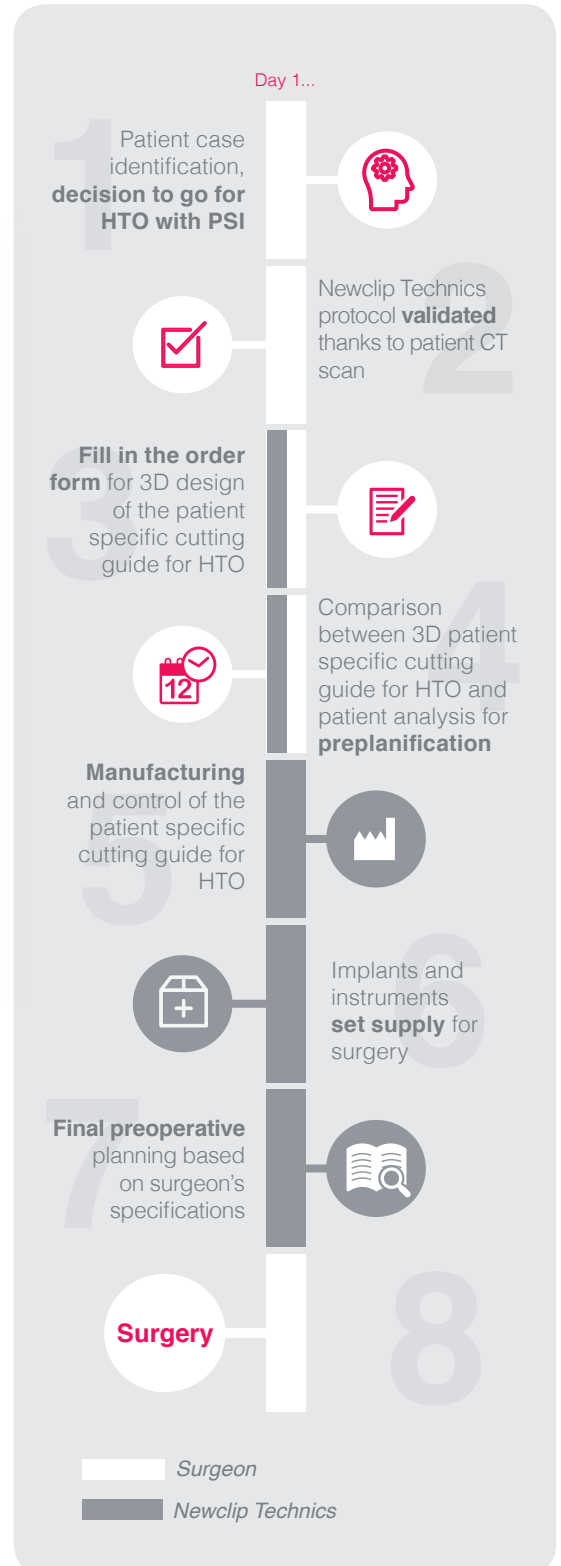 Day 1...
1
Patient case
identification,
decision to go for
HTO with PSI
2
Newclip Technics
protocol validated
thanks to patient CT
scan
3
Fill in the order
form for 3D design
of the patient
specific cutting
guide for HTO
4
Comparison
between 3D patient
specific cutting
guide for HTO and
patient analysis for
preplanification
12
5
Manufacturing
and control of the
patient specific
cutting guide for
HTO
6
Implants and
instruments
set supply for
surgery
7
Final preoperative
planning based
on surgeon's
specifications
8
Surgery
Surgeon
Newclip Technics